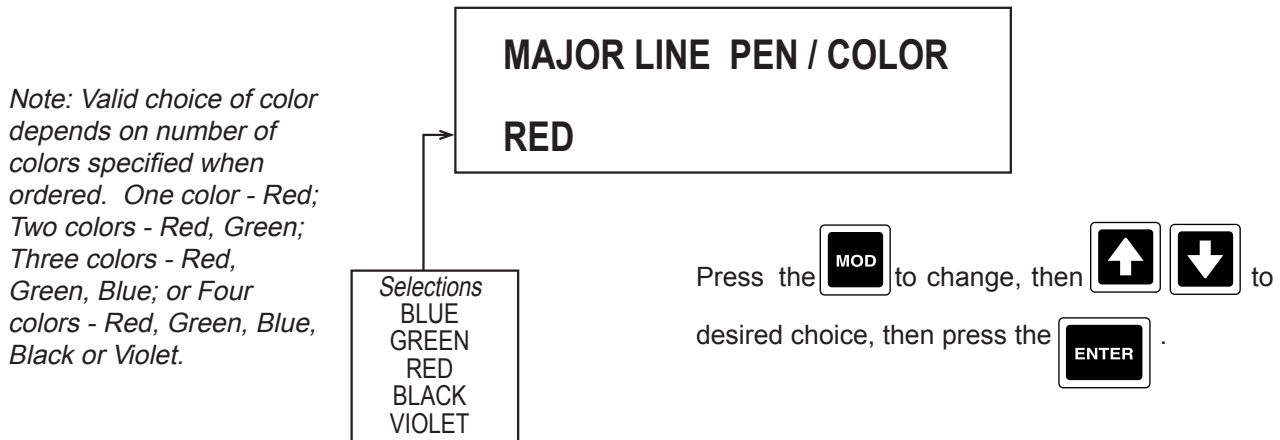 MAJOR LINE PEN / COLOR
RED
Note: Valid choice of color
depends on number of
colors specified when
ordered. One color - Red;
Two colors - Red, Green;
Three colors - Red,
Green, Blue; or Four
colors - Red, Green, Blue,
Black or Violet.
Selections
BLUE
GREEN
RED
BLACK
VIOLET
Press the MOD to change, then to
desired choice, then press the ENTER .